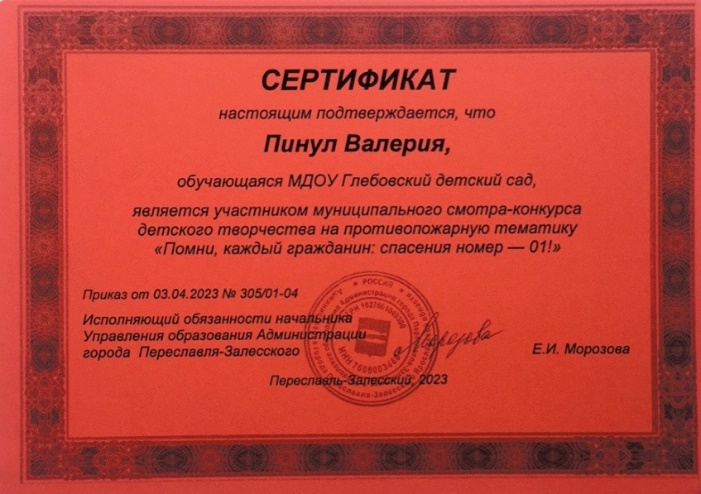 СЕРТИФИКАТ
настоящим подтверждается, что
Пинул Валерия,
обучающаяся МДОУ Глебовский детский сад,
является участником муниципального смотра-конкурса
детского творчества на противопожарную тематику
«Помни, каждый гражданин: спасения номер — 01!»
Приказ от 03.04.2023 № 305/01-04
Исполняющий обязанности начальника
Управления образования Администрации
города Переславля-Залесского
Е.И. Морозова
Переславль-Залесский, 2023
РОССИЯ